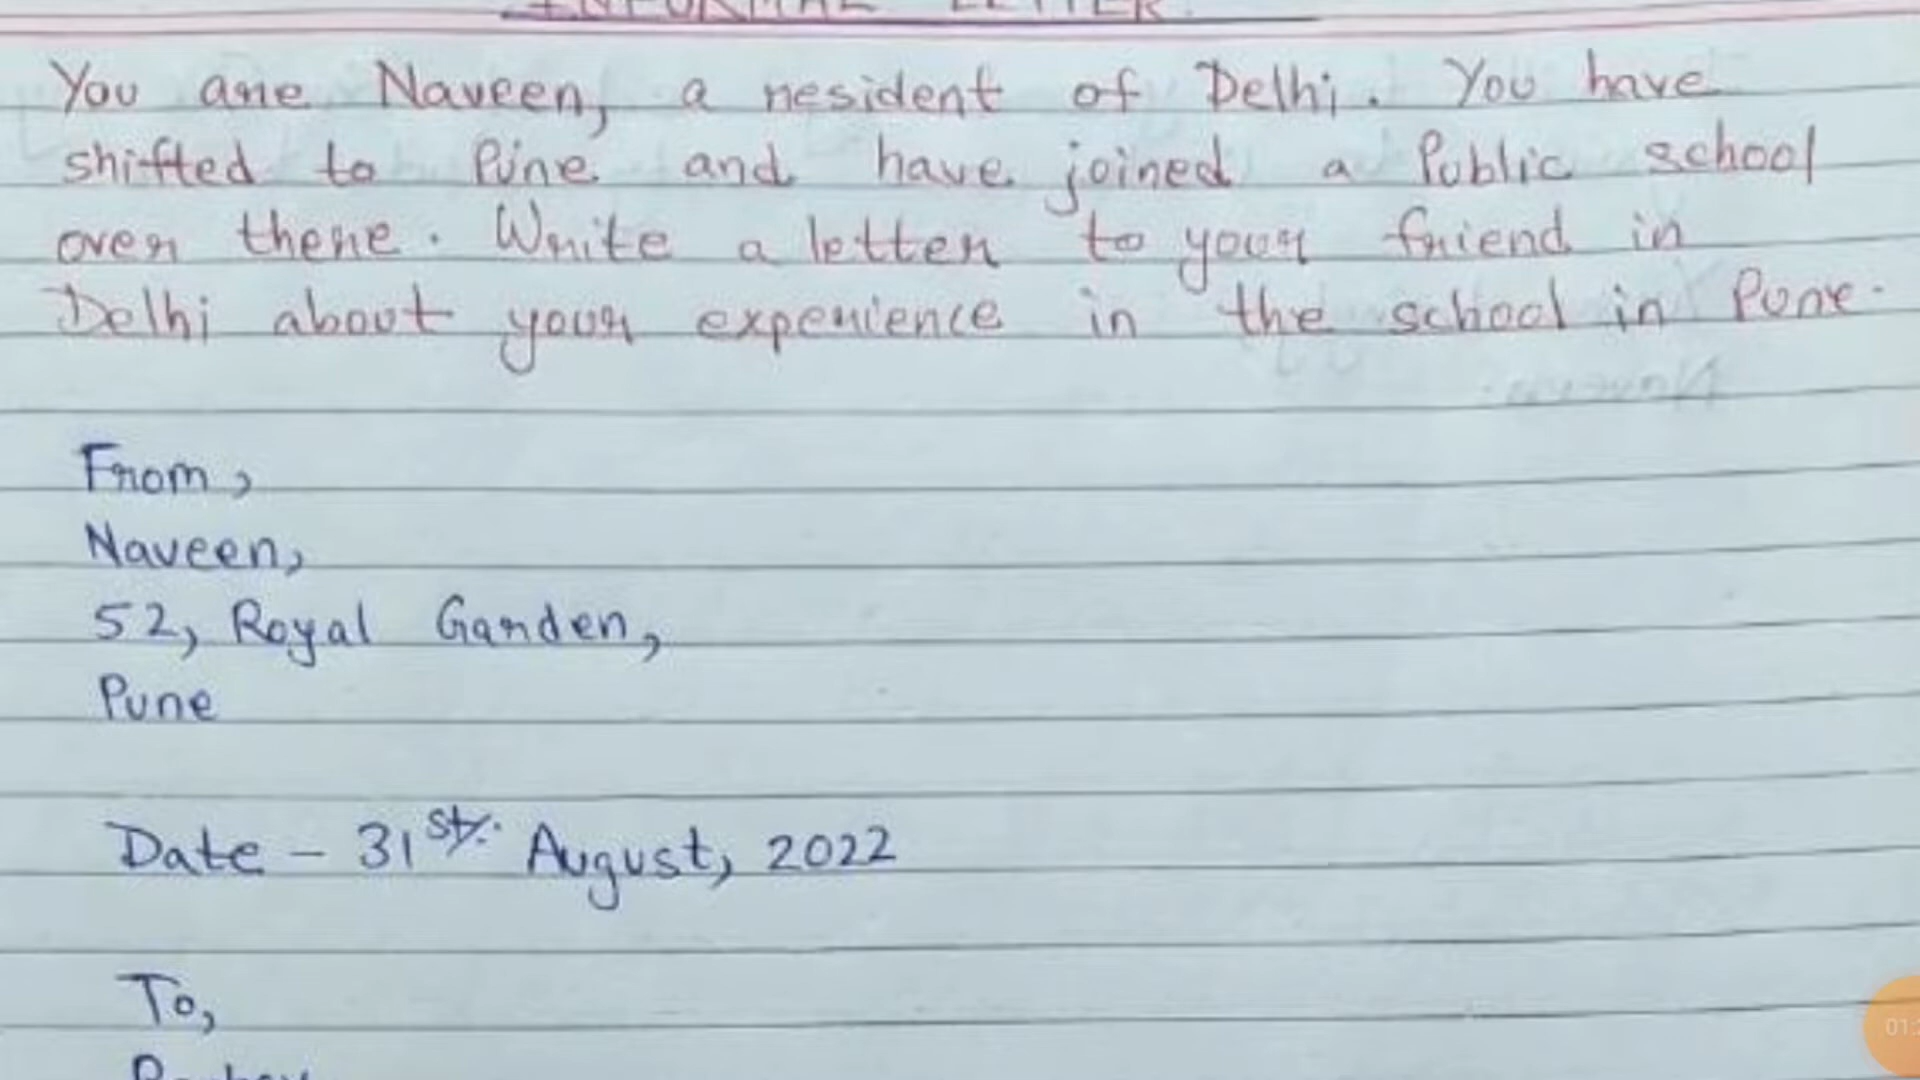 INFORMAL LETTER
You are Naveen, a resident of Delhi. You have
shifted to Pune and have joined a Public school
over there. Write a letter to your friend in
Delhi about your experience in the school in Pune.
From,
Naveen,
52, Royal Garden,
Pune
Date - 31st August, 2022
To,